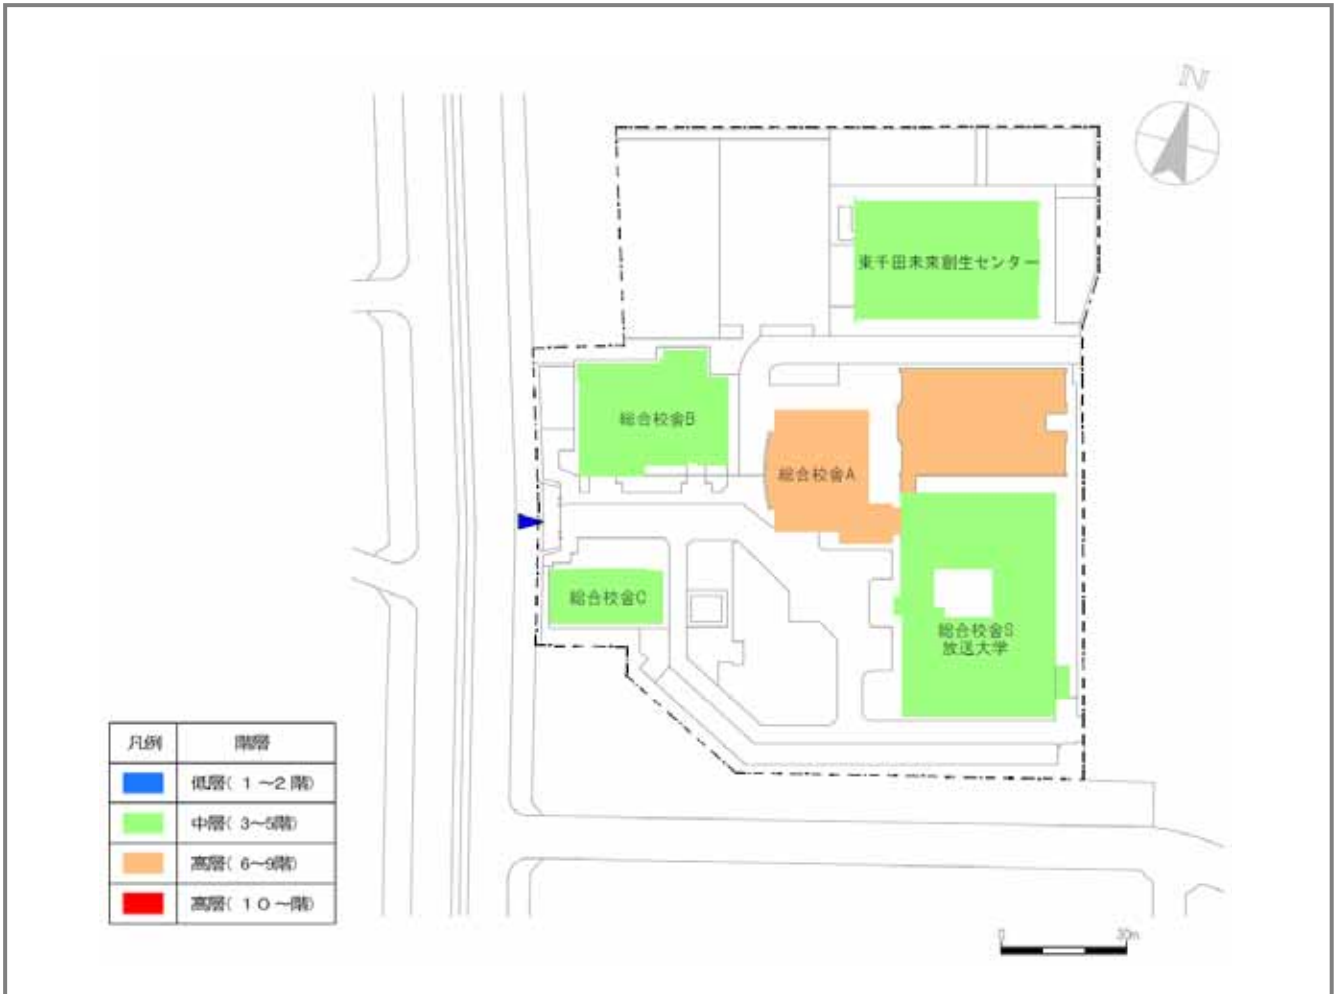 N
東千田未来創生センター
総合校舎B
総合校舎A
総合校舎C
総合校舎S
放送大学
凡例 階層
低層( 1～2 階)
中層( 3～5階)
高層( 6～9階)
高層( 10～階)
0 30m